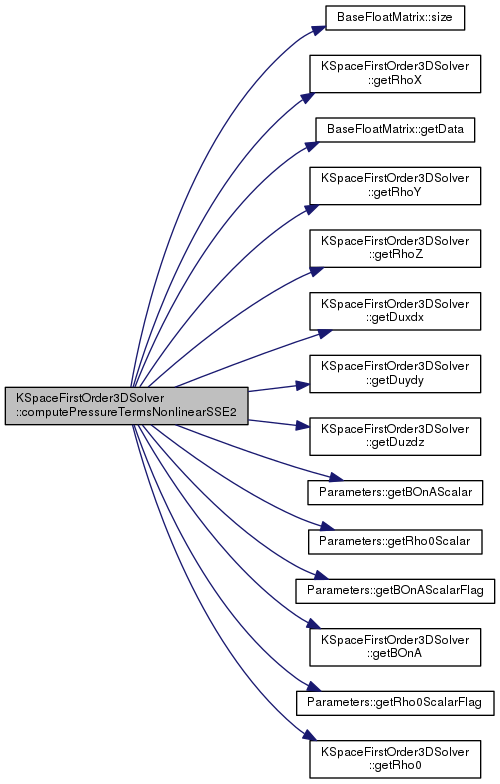 BaseFloatMatrix::size
KSpaceFirstOrder3DSolver
::getRhoX
BaseFloatMatrix::getData
KSpaceFirstOrder3DSolver
::getRhoY
KSpaceFirstOrder3DSolver
::getRhoZ
KSpaceFirstOrder3DSolver
::getDuxdx
KSpaceFirstOrder3DSolver
::getDuydy
KSpaceFirstOrder3DSolver
::computePressureTermsNonlinearSSE2
KSpaceFirstOrder3DSolver
::getDuzdz
Parameters::getBOnAScalar
Parameters::getRho0Scalar
Parameters::getBOnAScalarFlag
KSpaceFirstOrder3DSolver
::getBOnA
Parameters::getRho0ScalarFlag
KSpaceFirstOrder3DSolver
::getRho0